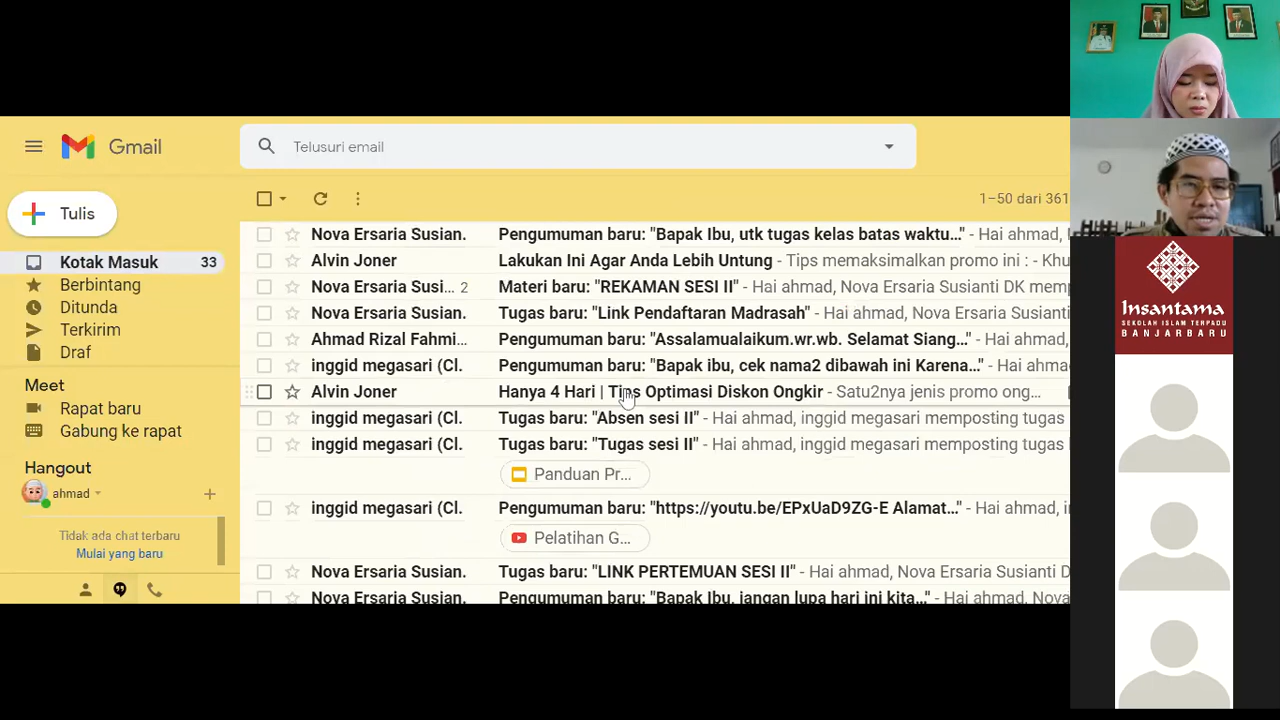 Gmail
Telusuri email
Tulis
1–50 dari 361
Kotak Masuk 33
Berbintang
Ditunda
Terkirim
Draf
Meet
Rapat baru
Gabung ke rapat
Hangout
ahmad
Tidak ada chat terbaru
Mulai yang baru
Nova Ersaria Susian. Pengumuman baru: "Bapak Ibu, utk tugas kelas batas waktu..." - Hai ahmad,
Alvin Joner Lakukan Ini Agar Anda Lebih Untung - Tips memaksimalkan promo ini : - Khu
Nova Ersaria Susi... 2 Materi baru: "REKAMAN SESI II" - Hai ahmad, Nova Ersaria Susianti DK memp
Nova Ersaria Susian. Tugas baru: "Link Pendaftaran Madrasah" - Hai ahmad, Nova Ersaria Susianti
Ahmad Rizal Fahmi... Pengumuman baru: "Assalamualaikum.wr.wb. Selamat Siang..." - Hai ahmad,
inggid megasari (Cl. Pengumuman baru: "Bapak ibu, cek nama2 dibawah ini Karena..." - Hai ahmad,
Alvin Joner Hanya 4 Hari | Tips Optimasi Diskon Ongkir - Satu2nya jenis promo ong...
inggid megasari (Cl. Tugas baru: "Absen sesi II" - Hai ahmad, inggid megasari memposting tugas
inggid megasari (Cl. Tugas baru: "Tugas sesi II" - Hai ahmad, inggid megasari memposting tugas
Panduan Pr...
inggid megasari (Cl. Pengumuman baru: "https://youtu.be/EPxUaD9ZG-E Alamat..." - Hai ahmad, in
Pelatihan G...
Nova Ersaria Susian. Tugas baru: "LINK PERTEMUAN SESI II" - Hai ahmad, Nova Ersaria Susianti D
Nova Ersaria Susian. Pengumuman baru: "Bapak Ibu, jangan lupa hari ini kita..." - Hai ahmad, Nova
Insantama
SEKOLAH ISLAM TERPADU
BANJARBARU